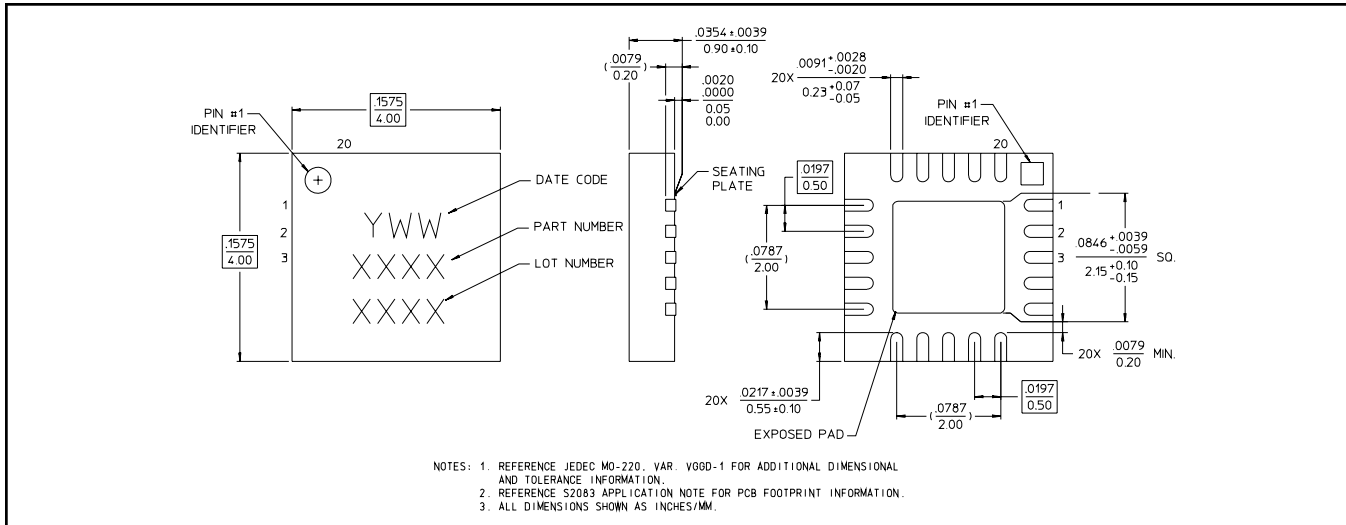 PIN #1
IDENTIFIER
.1575
4.00
20
.1575
4.00
1
2
3
YWW
XXXX
XXXX
DATE CODE
PART NUMBER
LOT NUMBER
.0354 ±.0039
0.90 ±0.10
(.0079
0.20)
.0020
.0000
0.05
0.00
SEATING
PLATE
20X .0091 +.0028
-.0020
0.23 +0.07
-0.05
PIN #1
IDENTIFIER
20
.0197
0.50
(.0787
2.00)
1
2
3
.0846 +.0039
-.0059
2.15 +0.10
-0.15
SQ.
20X .0079
0.20 MIN.
20X .0217 ±.0039
0.55 ±0.10
(.0787
2.00)
.0197
0.50
EXPOSED PAD
NOTES: 1. REFERENCE JEDEC MO-220, VAR. VGGD-1 FOR ADDITIONAL DIMENSIONAL
AND TOLERANCE INFORMATION.
2. REFERENCE S2083 APPLICATION NOTE FOR PCB FOOTPRINT INFORMATION.
3. ALL DIMENSIONS SHOWN AS INCHES/MM.